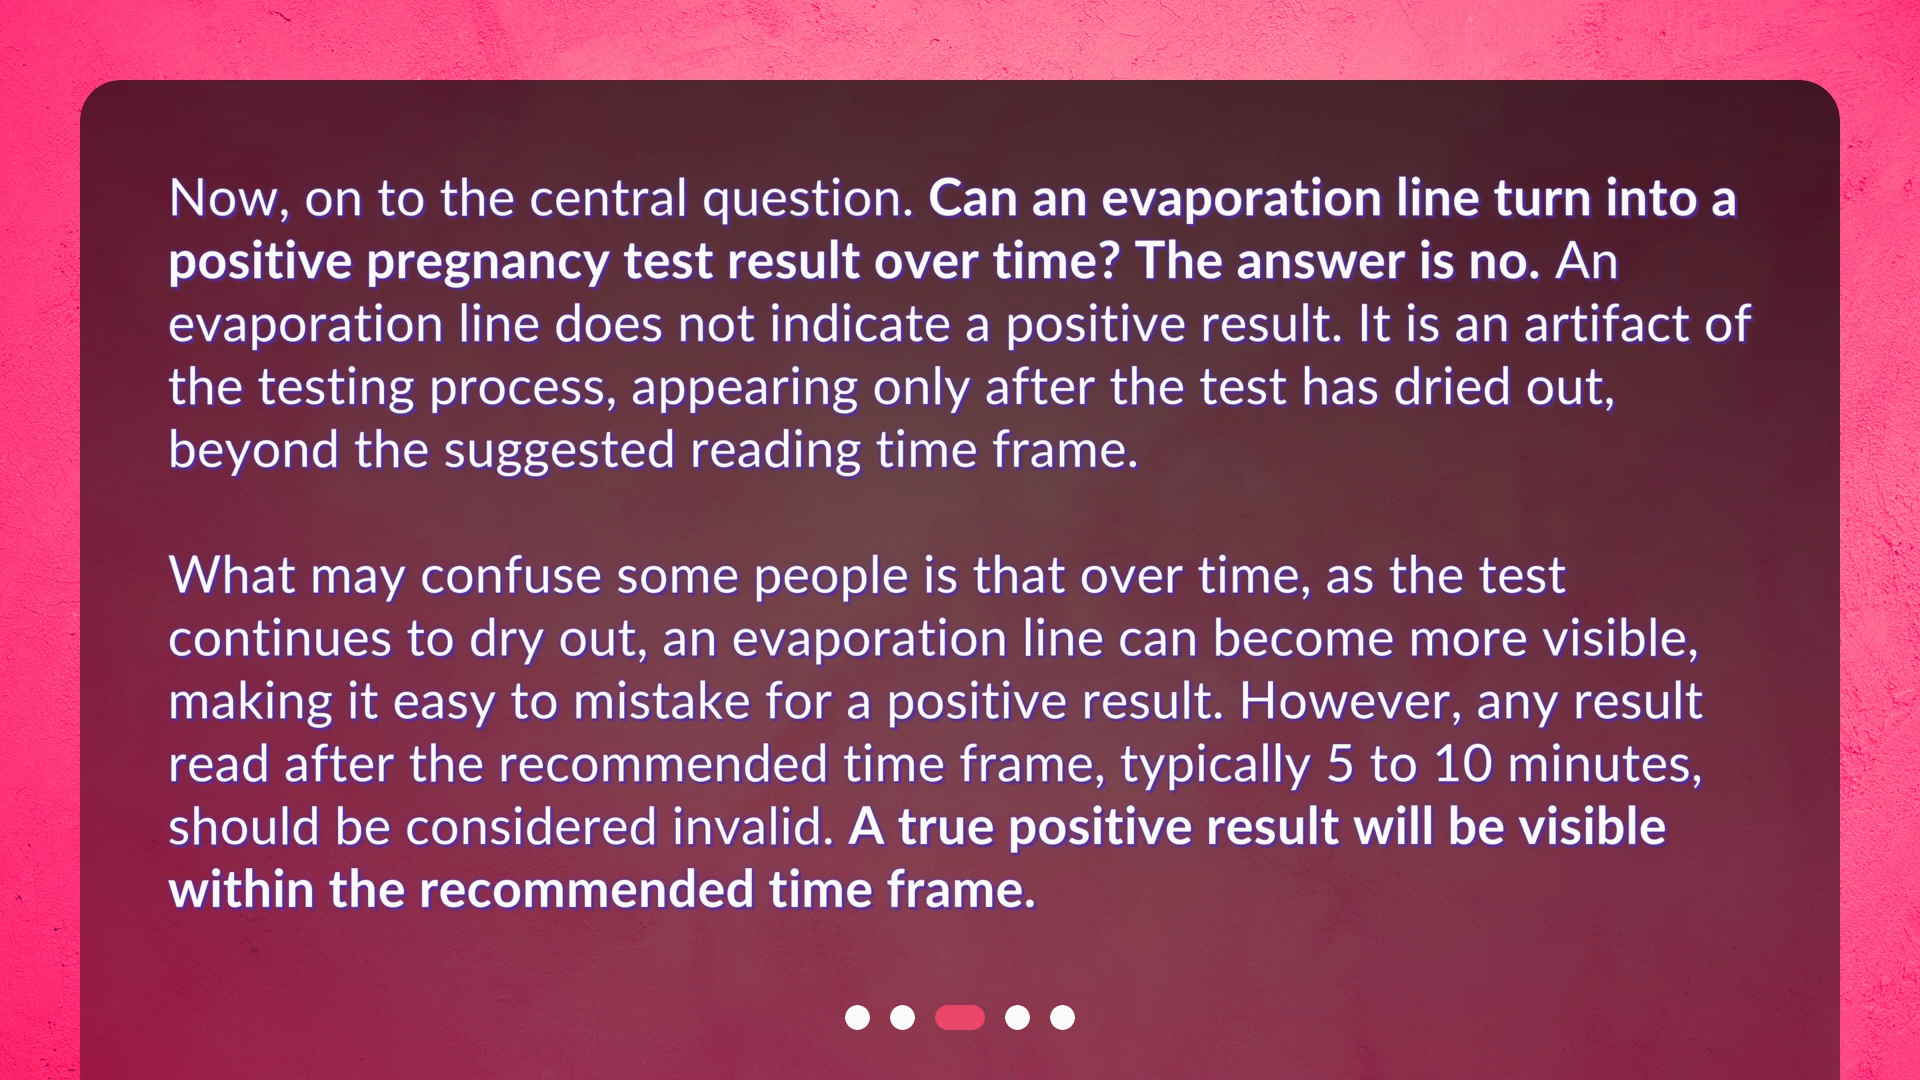 Now, on to the central question. Can an evaporation line turn into a
positive pregnancy test result over time? The answer is no. An
evaporation line does not indicate a positive result. It is an artifact of
the testing process, appearing only after the test has dried out,
beyond the suggested reading time frame.
What may confuse some people is that over time, as the test
continues to dry out, an evaporation line can become more visible,
making it easy to mistake for a positive result. However, any result
read after the recommended time frame, typically 5 to 10 minutes,
should be considered invalid. A true positive result will be visible
within the recommended time frame.